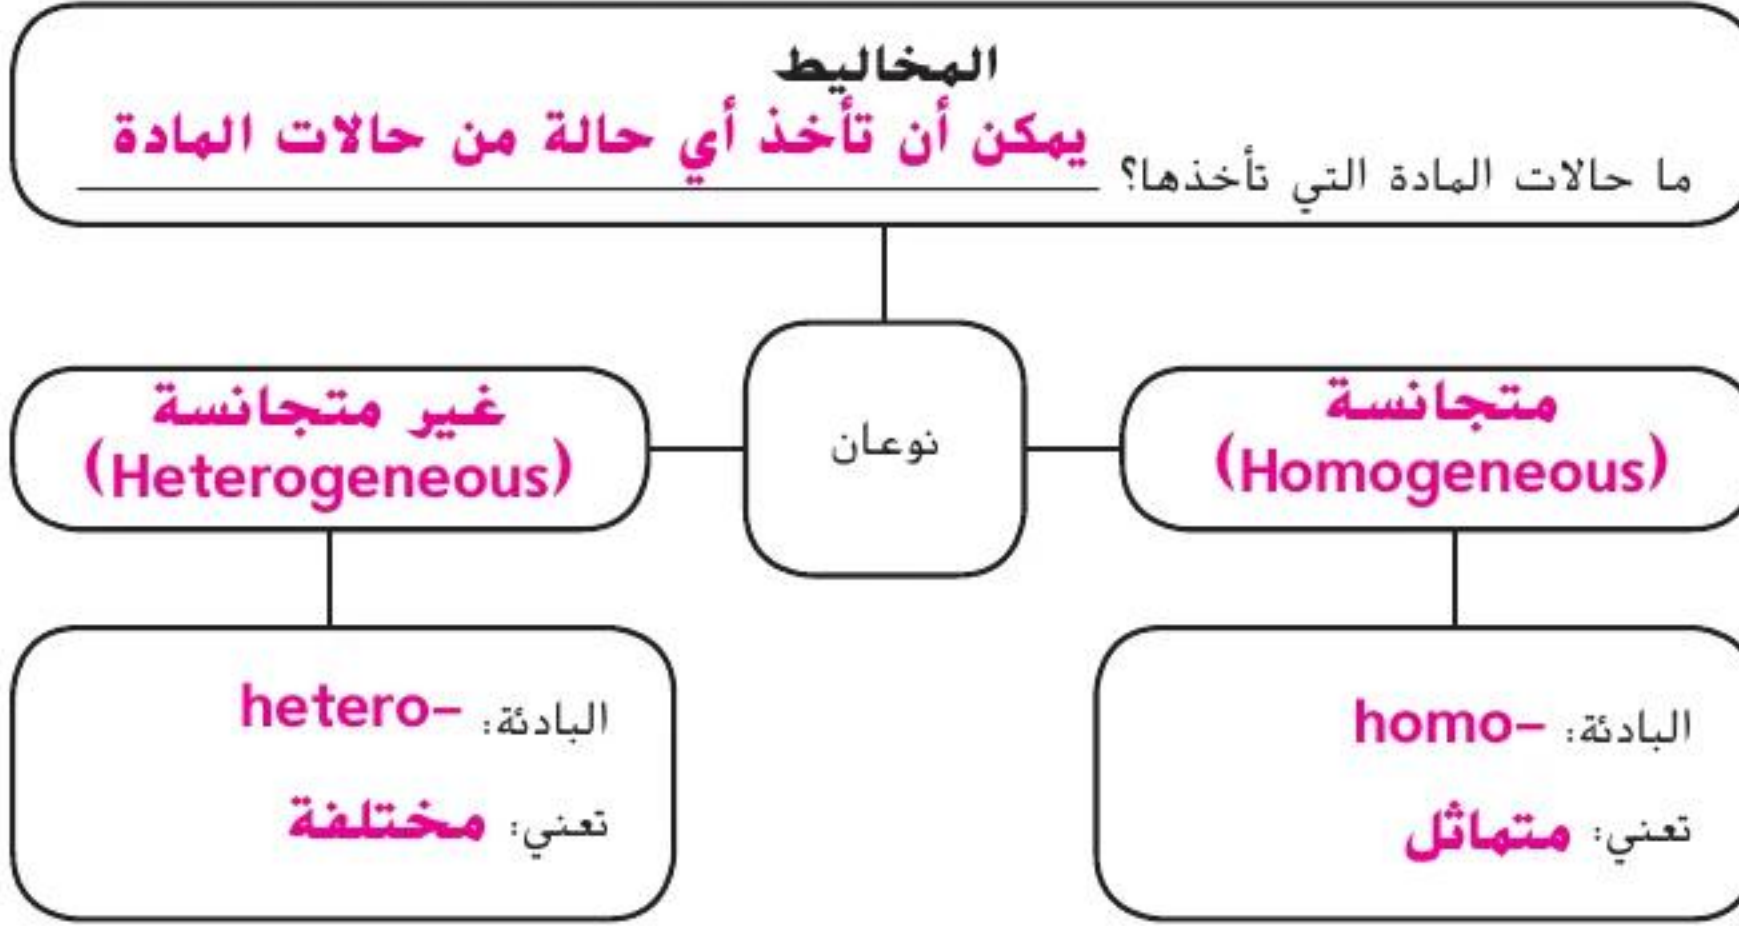 المخاليط
ما حالات المادة التي تأخذها؟ يمكن أن تأخذ أي حالة من حالات المادة
نوعان
متجانسة
(Homogeneous)
البادئة: homo–
تعني: متماثل
غير متجانسة
(Heterogeneous)
البادئة: hetero–
تعني: مختلفة